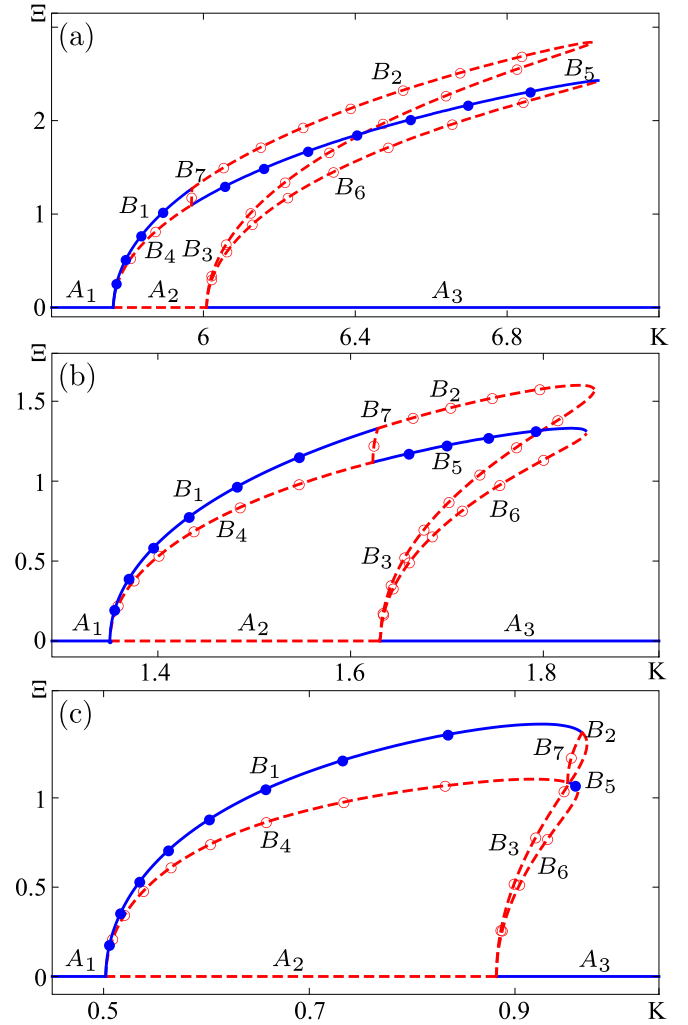 Ξ
(a)
B₂
B₅
2
B₇
B₆
B₁
1
B₄
B₃
A₁
A₂
A₃
0
6
6.4
6.8
K
Ξ
(b)
1.5
B₇
B₂
B₅
1
B₁
B₆
B₄
0.5
B₃
A₁
A₂
A₃
0
1.4
1.6
1.8
K
Ξ
(c)
B₂
B₇
B₁
B₅
1
B₄
B₃
B₆
0.5
A₁
A₂
A₃
0
0.5
0.7
0.9
K